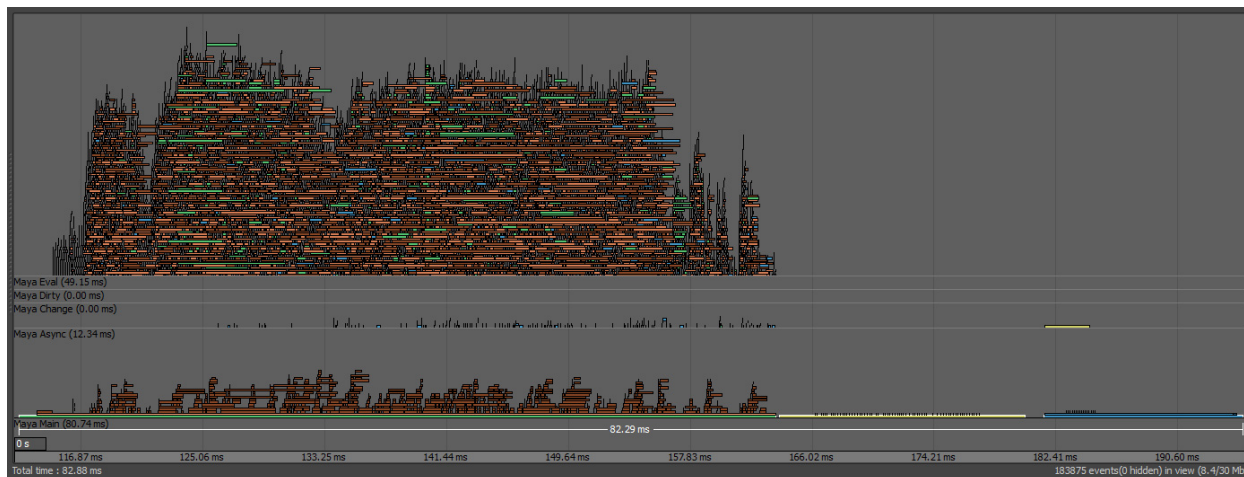 Maya Eval (49.15 ms)
Maya Dirty (0.00 ms)
Maya Change (0.00 ms)
Maya Async (12.34 ms)
Maya Main (80.74 ms)
82.29 ms
0 s
116.87 ms 125.06 ms 133.25 ms 141.44 ms 149.64 ms 157.83 ms 166.02 ms 174.21 ms 182.41 ms 190.60 ms
Total time : 82.88 ms 183875 events(0 hidden) in view (8.4/30 Mb